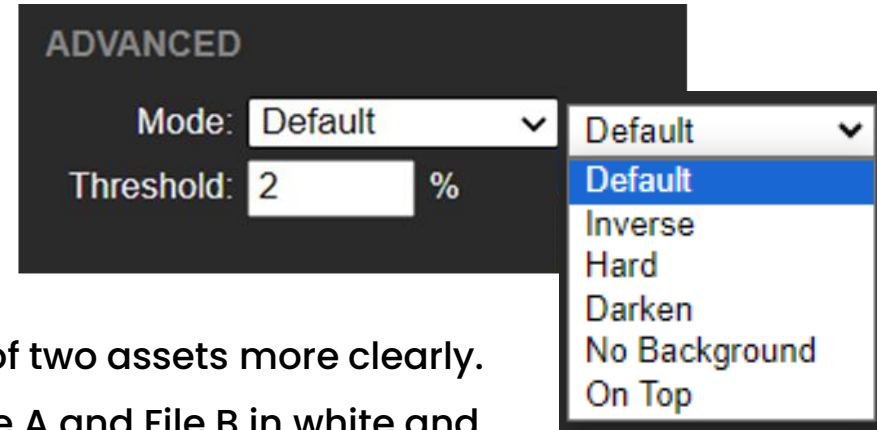 ADVANCED
Mode: Default
Threshold: 2 %
Default
Default
Inverse
Hard
Darken
No Background
On Top
of two assets more clearly.
A and File B in white and